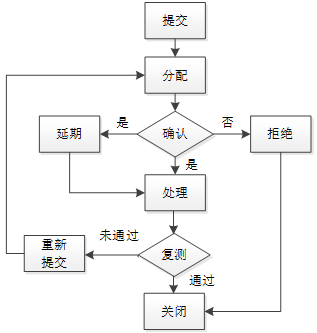 提交
分配
是
否
延期
确认
拒绝
是
处理
未通过
重新
提交
复测
通过
关闭